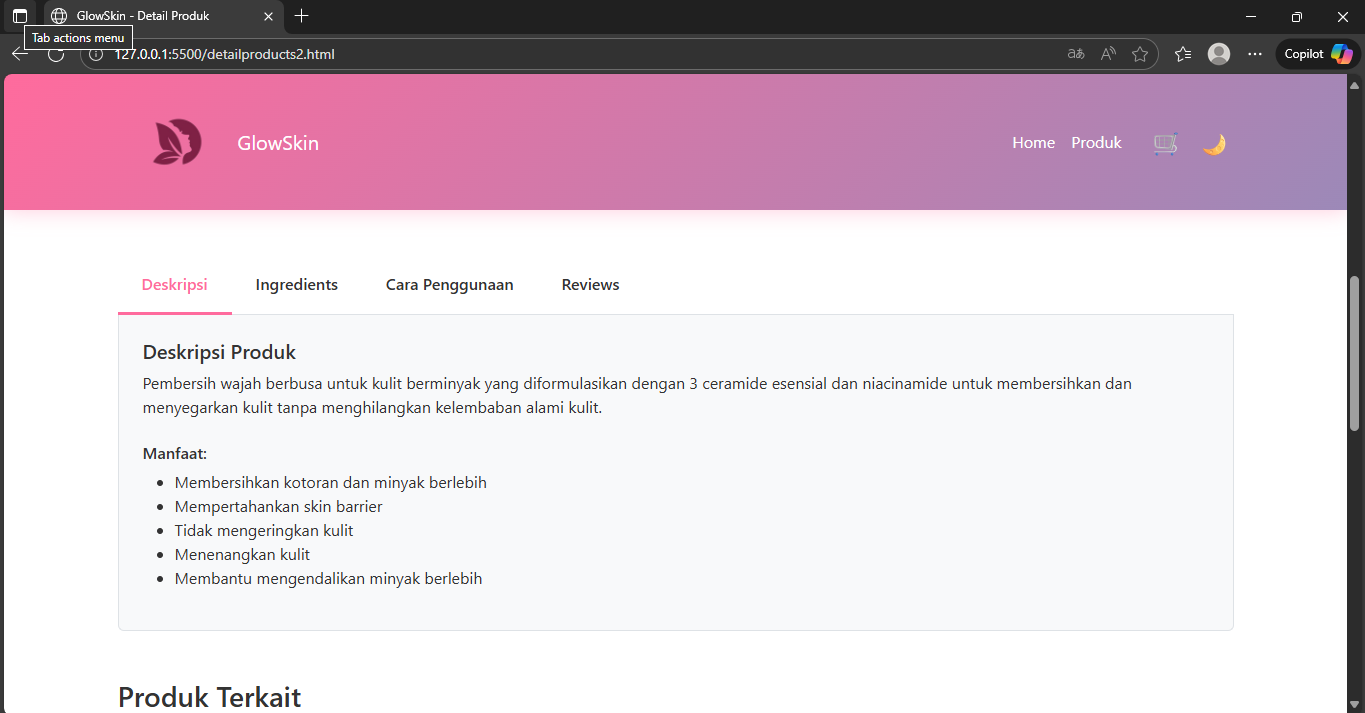 GlowSkin - Detail Produk
Tab actions menu
127.0.0.1:5500/detailproducts2.html
Copilot
GlowSkin
Home
Produk
Deskripsi
Ingredients
Cara Penggunaan
Reviews
Deskripsi Produk
Pembersih wajah berbusa untuk kulit berminyak yang diformulasikan dengan 3 ceramide esensial dan niacinamide untuk membersihkan dan
menyegarkan kulit tanpa menghilangkan kelembaban alami kulit.
Manfaat:
• Membersihkan kotoran dan minyak berlebih
• Mempertahankan skin barrier
• Tidak mengeringkan kulit
• Menenangkan kulit
• Membantu mengendalikan minyak berlebih
Produk Terkait